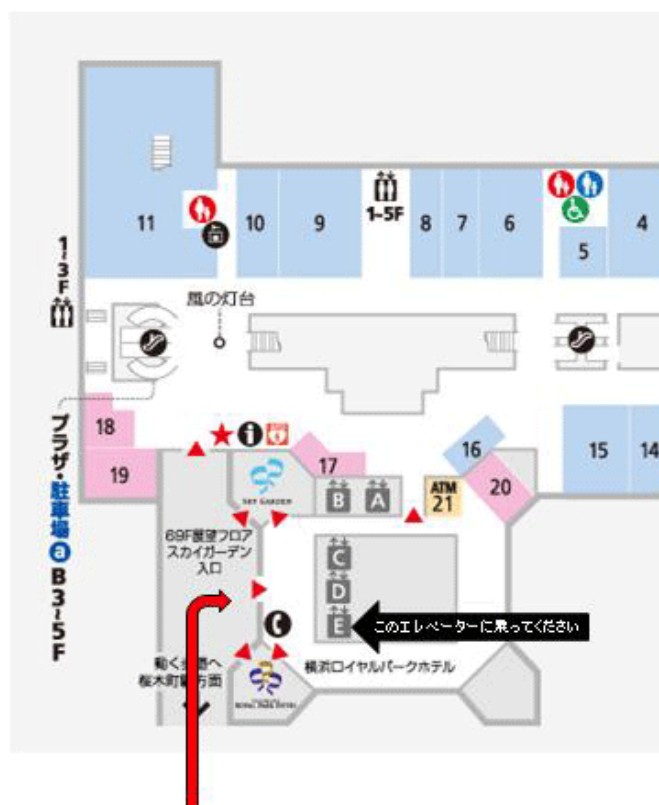 11
10
9
1~5F
8
7
6
5
4
1~3F
風の灯台
プラザ・駐車場 a B3~5F
18
19
i
17
16
15
14
SKY GARDEN
B
A
ATM
21
20
69F展望フロア
スカイガーデン
入口
C
D
E
このエレベーターに乗ってください
横浜ロイヤルパークホテル
動く歩道へ
桜木町駅方面
ROYAL PARK HOTEL